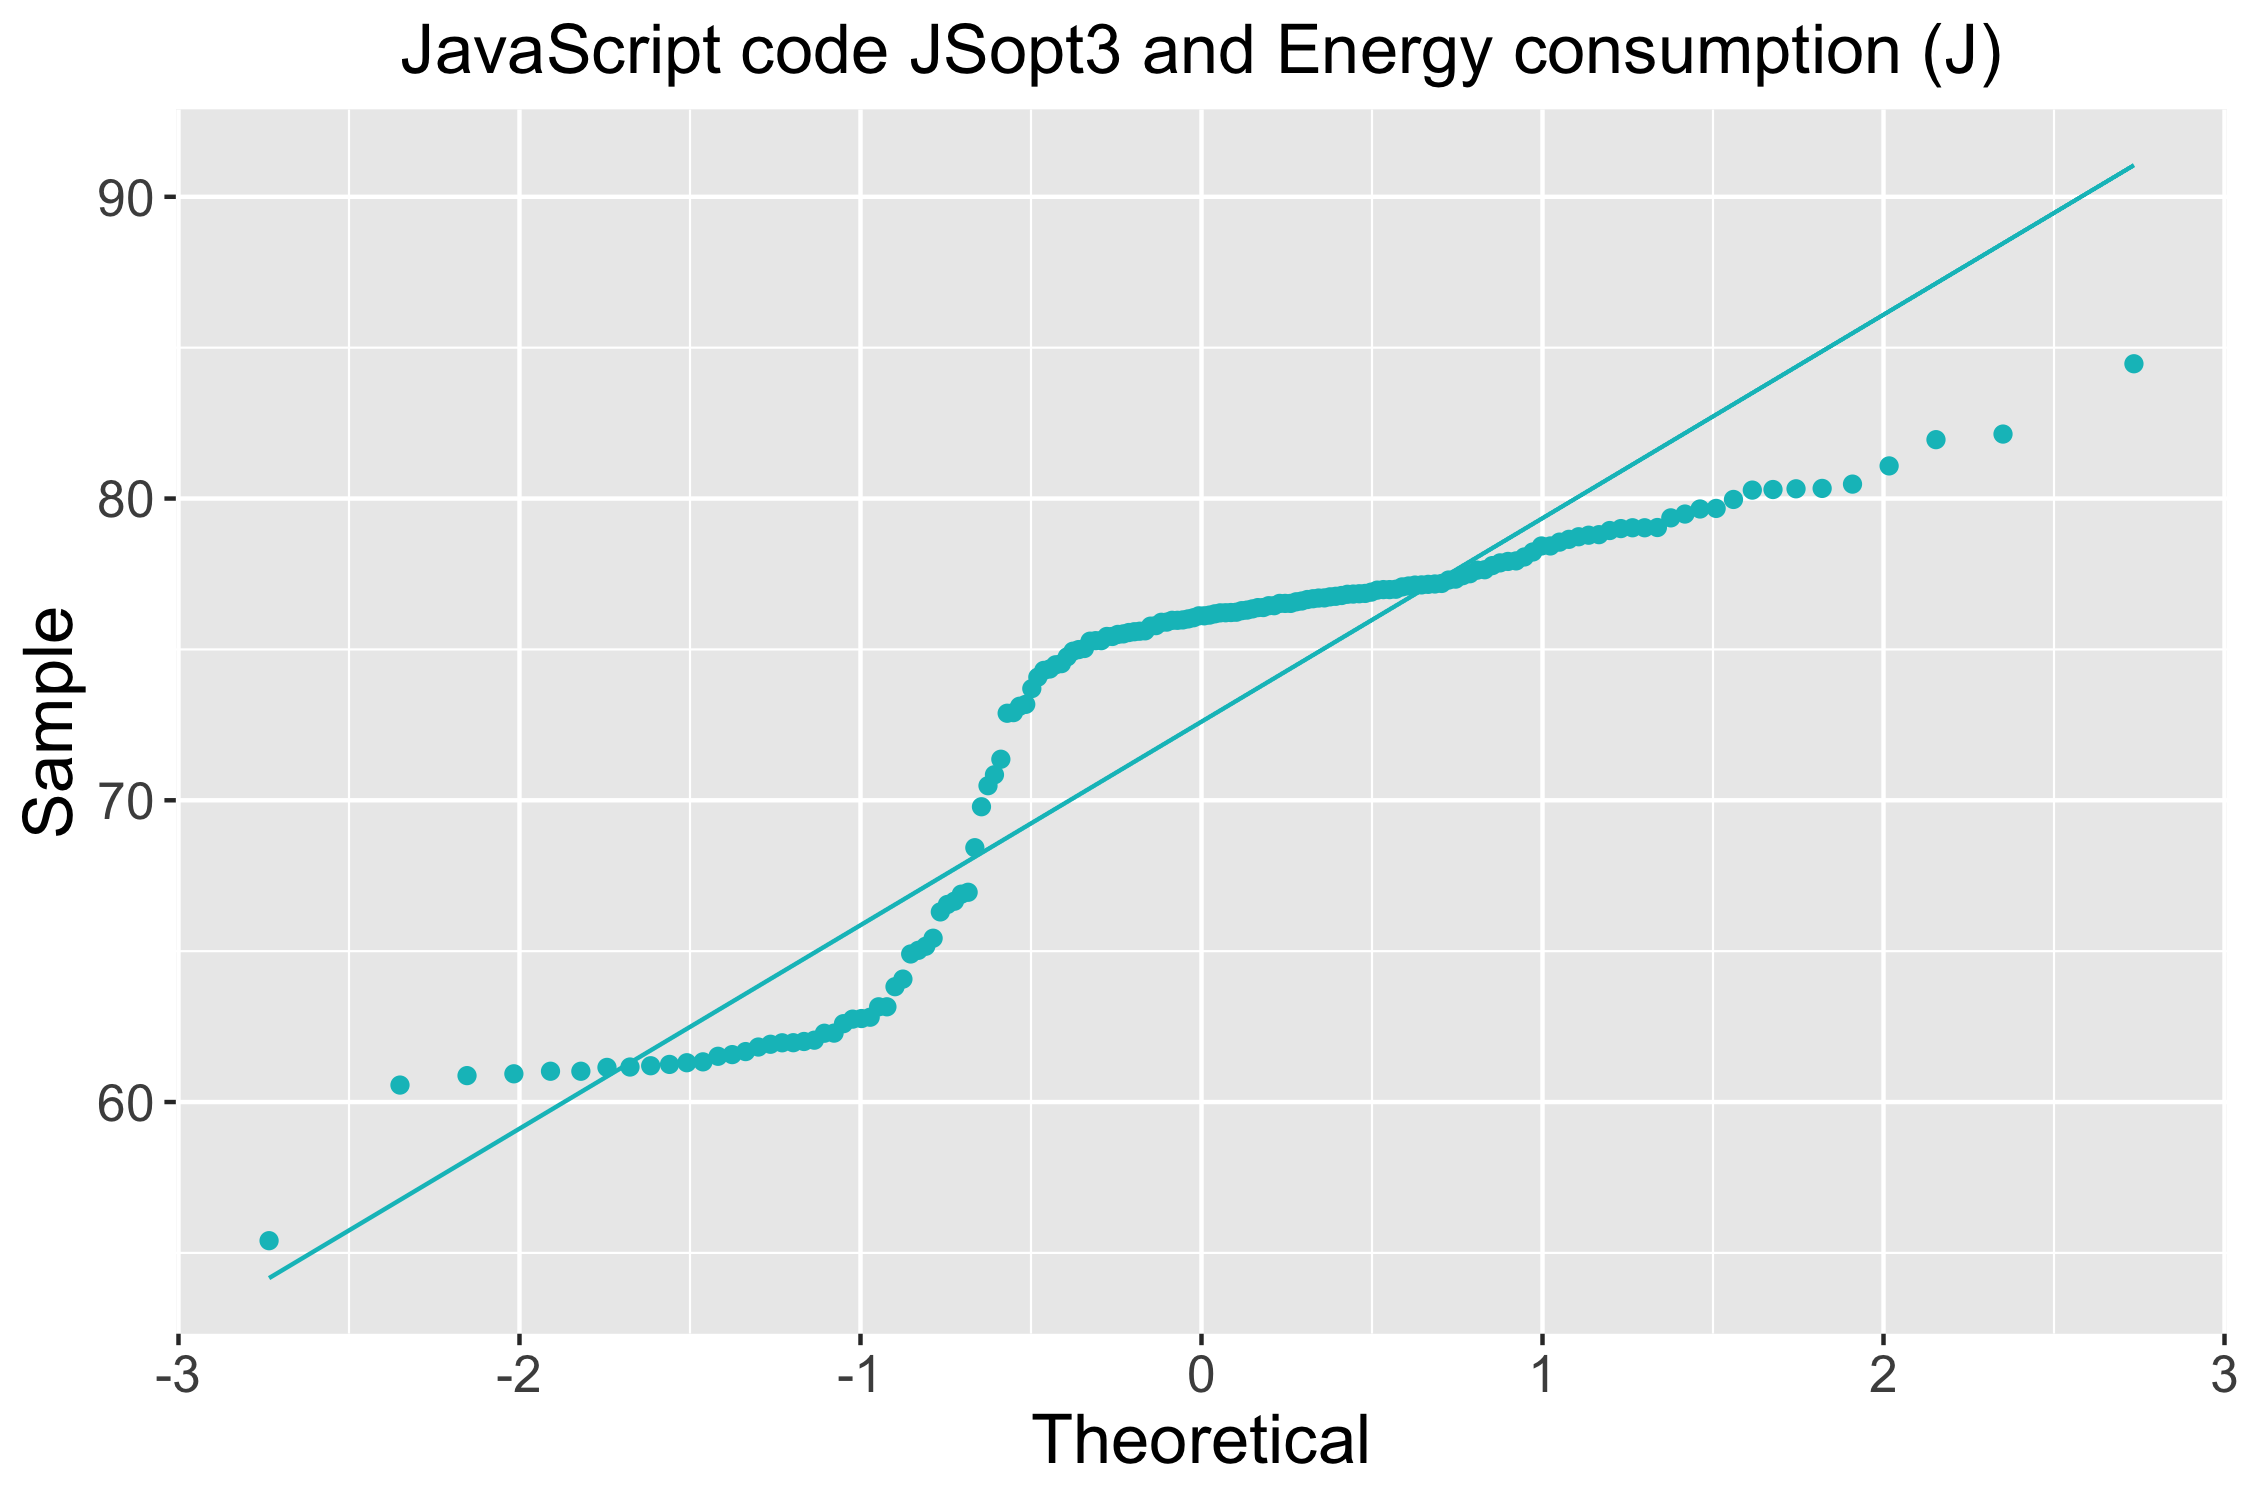 JavaScript code JSopt3 and Energy consumption (J)
90
80
70
60
Sample
-3 -2 -1 0 1 2 3
Theoretical